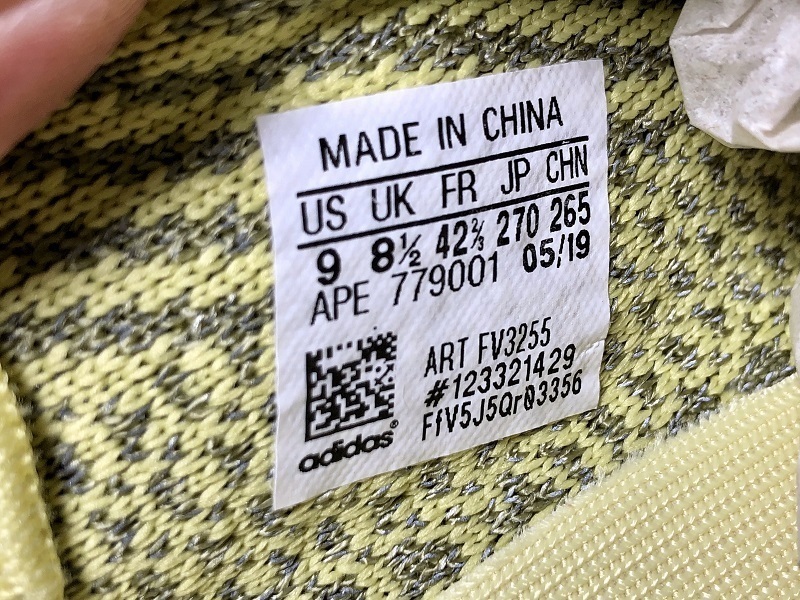 MADE IN CHINA
US UK FR JP CHN
9 8½ 42⅔ 270 265
APE 779001 05/19
ART FV3255
#123321429
FfV5J5Qr03356
adidas®